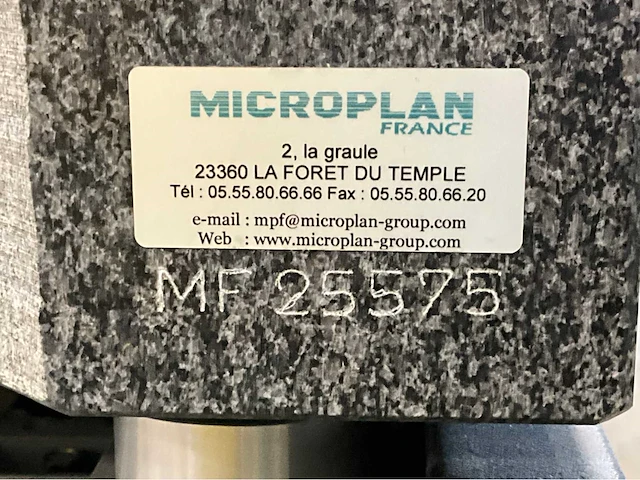 MICROPLAN
FRANCE
2, la graule
23360 LA FORET DU TEMPLE
Tél : 05.55.80.66.66 Fax : 05.55.80.66.20
e-mail : mpf@microplan-group.com
Web : www.microplan-group.com
MF 25575